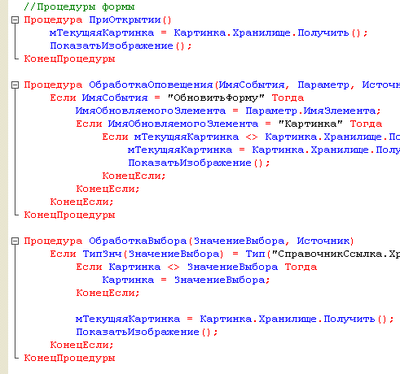 //Процедуры формы
Процедура ПриОткрытии()
мТекущаяКартинка = Картинка.Хранилище.Получить();
ПоказатьИзображение();
КонецПроцедуры
Процедура ОбработкаОповещения(ИмяСобытия, Параметр, Источн
Если ИмяСобытия = "ОбновитьФорму" Тогда
ИмяОбновляемогоЭлемента = Параметр.ИмяЭлемента;
Если ИмяОбновляемогоЭлемента = "Картинка" Тогда
Если мТекущаяКартинка <> Картинка.Хранилище.По
мТекущаяКартинка = Картинка.Хранилище.Полу
ПоказатьИзображение();
КонецЕсли;
КонецЕсли;
КонецЕсли;
КонецПроцедуры
Процедура ОбработкаВыбора(ЗначениеВыбора, Источник)
Если ТипЗнч(ЗначениеВыбора) = Тип("СправочникСсылка.Хр
Если Картинка <> ЗначениеВыбора Тогда
Картинка = ЗначениеВыбора;
КонецЕсли;
мТекущаяКартинка = Картинка.Хранилище.Получить();
ПоказатьИзображение();
КонецЕсли;
КонецПроцедуры